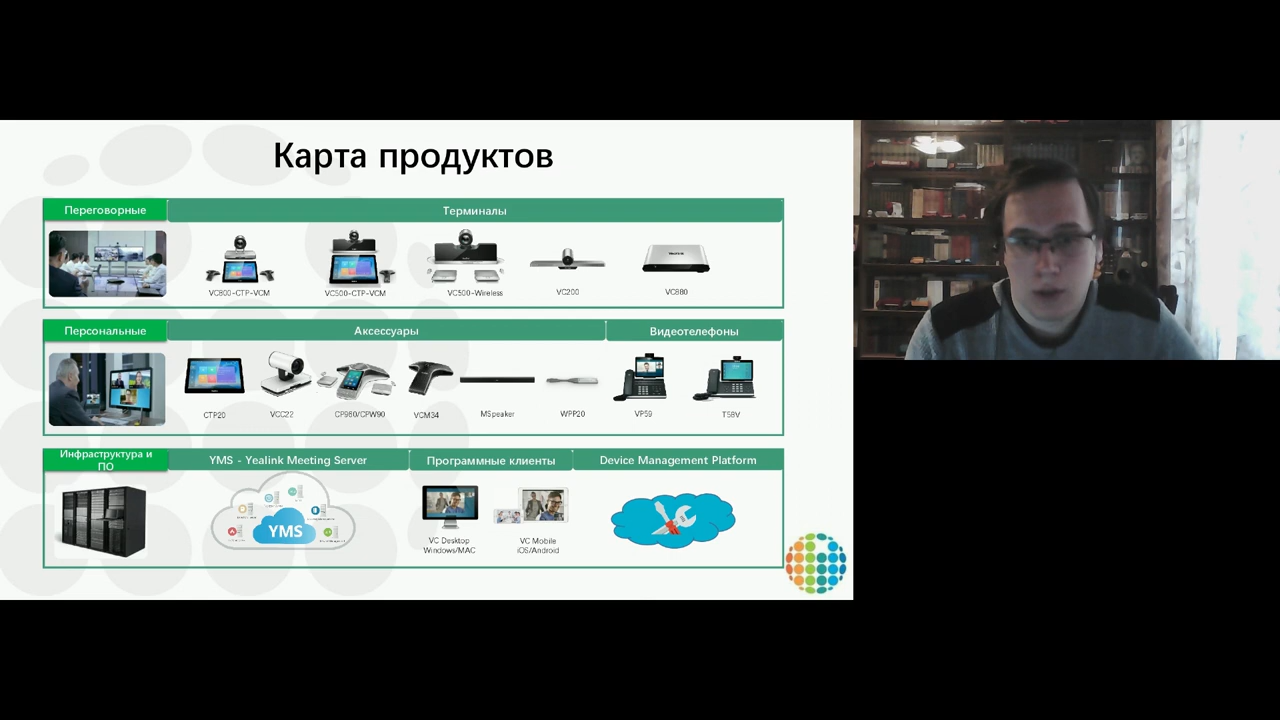 Карта продуктов
Переговорные
Терминалы
VC800-CTP-VCM
VC500-CTP-VCM
VC500-Wireless
VC200
VC880
Персональные
Аксессуары
Видеотелефоны
CTP20
VCC22
CP960/CPW90
VCM34
MSpeaker
WPP20
VP59
T58V
Инфраструктура и
ПО
YMS - Yealink Meeting Server
Программные клиенты
Device Management Platform
YMS
VC Desktop
Windows/MAC
VC Mobile
iOS/Android